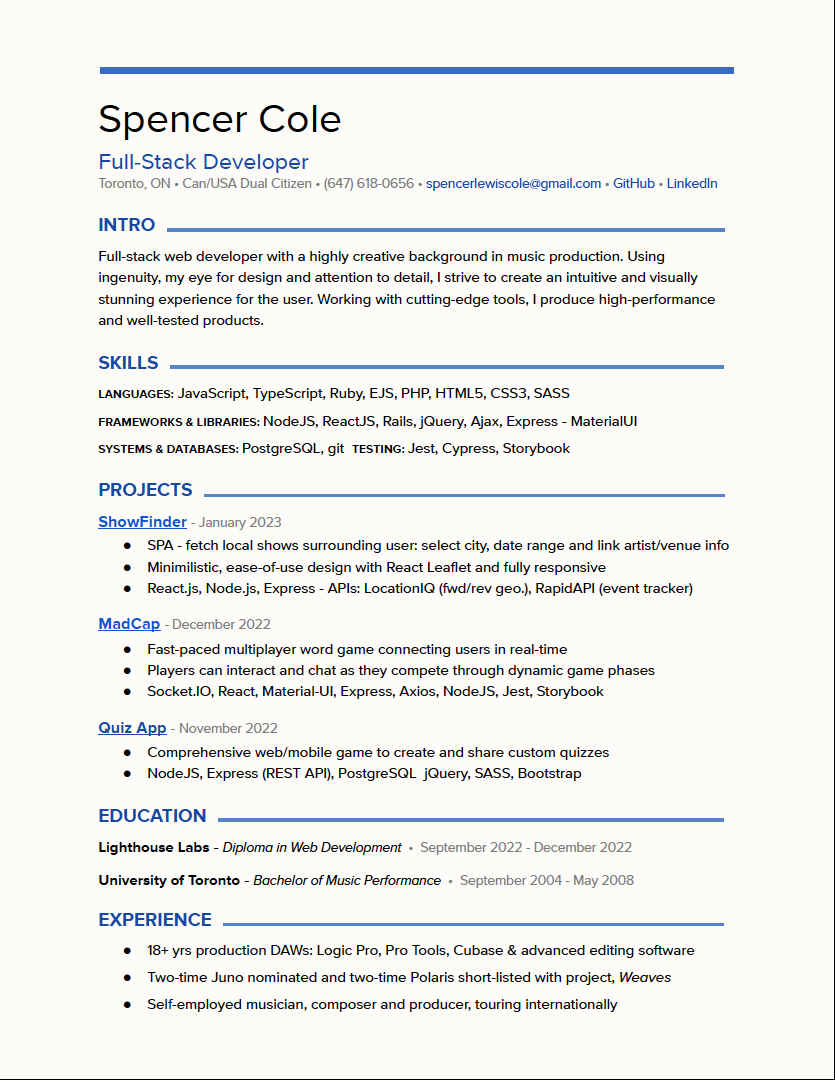 Spencer Cole
Full-Stack Developer
Toronto, ON • Can/USA Dual Citizen • (647) 618-0656 • spencerlewiscole@gmail.com • GitHub • LinkedIn
INTRO
Full-stack web developer with a highly creative background in music production. Using
ingenuity, my eye for design and attention to detail, I strive to create an intuitive and visually
stunning experience for the user. Working with cutting-edge tools, I produce high-performance
and well-tested products.
SKILLS
LANGUAGES: JavaScript, TypeScript, Ruby, EJS, PHP, HTML5, CSS3, SASS
FRAMEWORKS & LIBRARIES: NodeJS, ReactJS, Rails, jQuery, Ajax, Express - MaterialUI
SYSTEMS & DATABASES: PostgreSQL, git  TESTING: Jest, Cypress, Storybook
PROJECTS
ShowFinder - January 2023
● SPA - fetch local shows surrounding user: select city, date range and link artist/venue info
● Minimilistic, ease-of-use design with React Leaflet and fully responsive
● React.js, Node.js, Express - APIs: LocationIQ (fwd/rev geo.), RapidAPI (event tracker)
MadCap - December 2022
● Fast-paced multiplayer word game connecting users in real-time
● Players can interact and chat as they compete through dynamic game phases
● Socket.IO, React, Material-UI, Express, Axios, NodeJS, Jest, Storybook
Quiz App - November 2022
● Comprehensive web/mobile game to create and share custom quizzes
● NodeJS, Express (REST API), PostgreSQL  jQuery, SASS, Bootstrap
EDUCATION
Lighthouse Labs - Diploma in Web Development • September 2022 - December 2022
University of Toronto - Bachelor of Music Performance • September 2004 - May 2008
EXPERIENCE
● 18+ yrs production DAWs: Logic Pro, Pro Tools, Cubase & advanced editing software
● Two-time Juno nominated and two-time Polaris short-listed with project, Weaves
● Self-employed musician, composer and producer, touring internationally